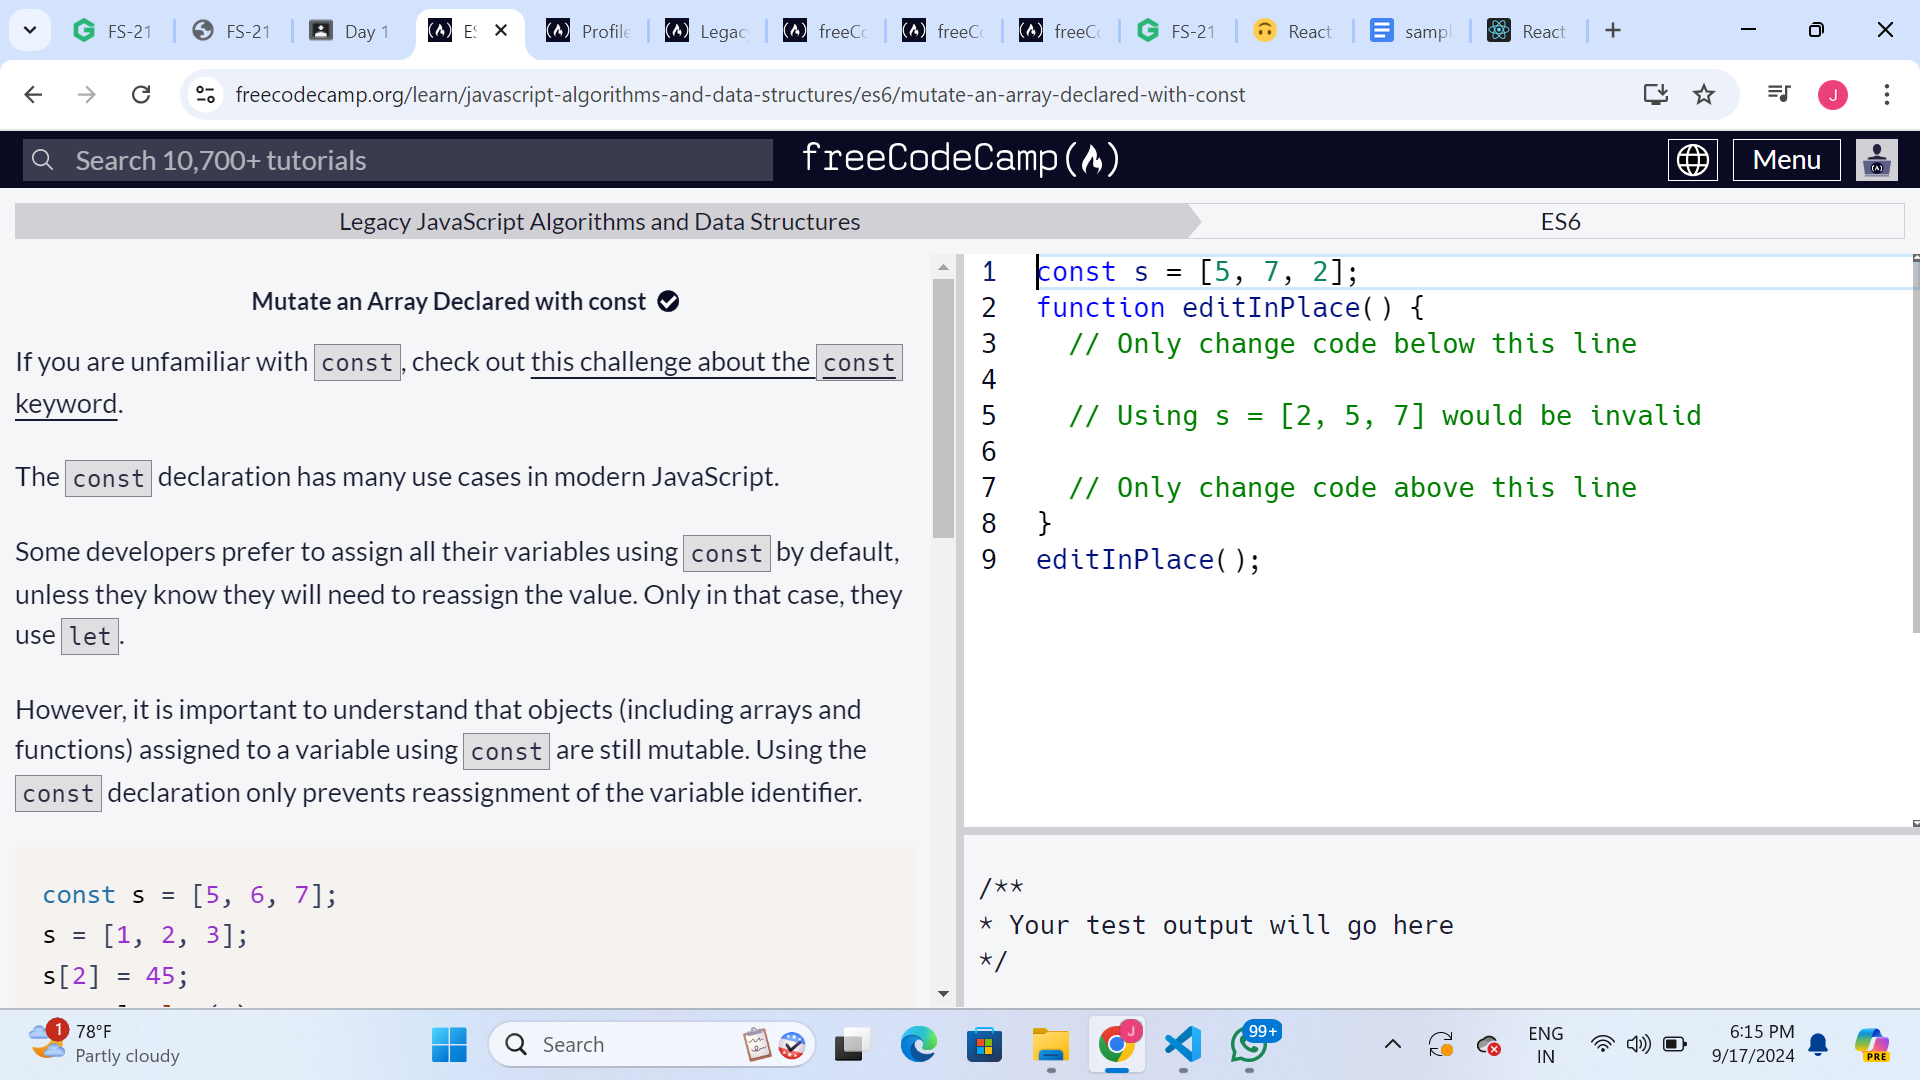 FS-21
FS-21
Day 1
ES
Profile
Legac
freeCo
freeCo
freeCo
FS-21
React
sampl
React
freecodecamp.org/learn/javascript-algorithms-and-data-structures/es6/mutate-an-array-declared-with-const
J
Search 10,700+ tutorials
freeCodeCamp(🔥)
Menu
Legacy JavaScript Algorithms and Data Structures
ES6
Mutate an Array Declared with const
If you are unfamiliar with const, check out this challenge about the const
keyword.
The const declaration has many use cases in modern JavaScript.
Some developers prefer to assign all their variables using const by default,
unless they know they will need to reassign the value. Only in that case, they
use let.
However, it is important to understand that objects (including arrays and
functions) assigned to a variable using const are still mutable. Using the
const declaration only prevents reassignment of the variable identifier.
const s = [5, 6, 7];
s = [1, 2, 3];
s[2] = 45;
1 const s = [5, 7, 2];
2 function editInPlace() {
3 // Only change code below this line
4
5 // Using s = [2, 5, 7] would be invalid
6
7 // Only change code above this line
8 }
9 editInPlace();
/**
* Your test output will go here
*/
1
78°F
Partly cloudy
Search
J
99+
ENG
IN
6:15 PM
9/17/2024
PRE